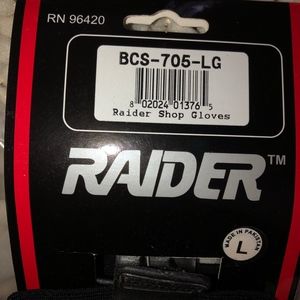 RN 96420
BCS-705-LG
8 02024 01376 5
Raider Shop Gloves
RAIDER™
MADE IN PAKISTAN
L